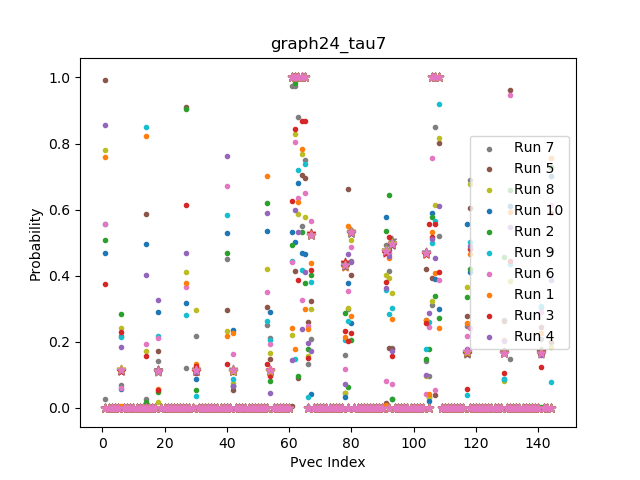 graph24_tau7
Probability
1.0
0.8
0.6
0.4
0.2
0.0
Run 7
Run 5
Run 8
Run 10
Run 2
Run 9
Run 6
Run 1
Run 3
Run 4
0 20 40 60 80 100 120 140
Pvec Index